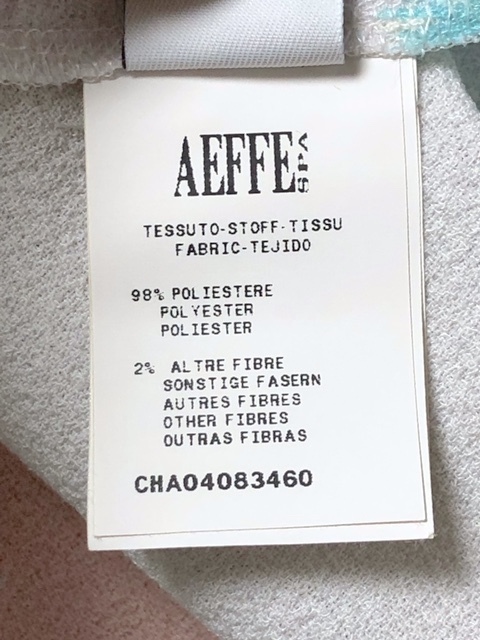 AEFFE SPA
TESSUTO-STOFF-TISSU
FABRIC-TEJIDO
98% POLIESTERE
POLYESTER
POLIESTER
2% ALTRE FIBRE
SONSTIGE FASERN
AUTRES FIBRES
OTHER FIBRES
OUTRAS FIBRAS
CHA04083460